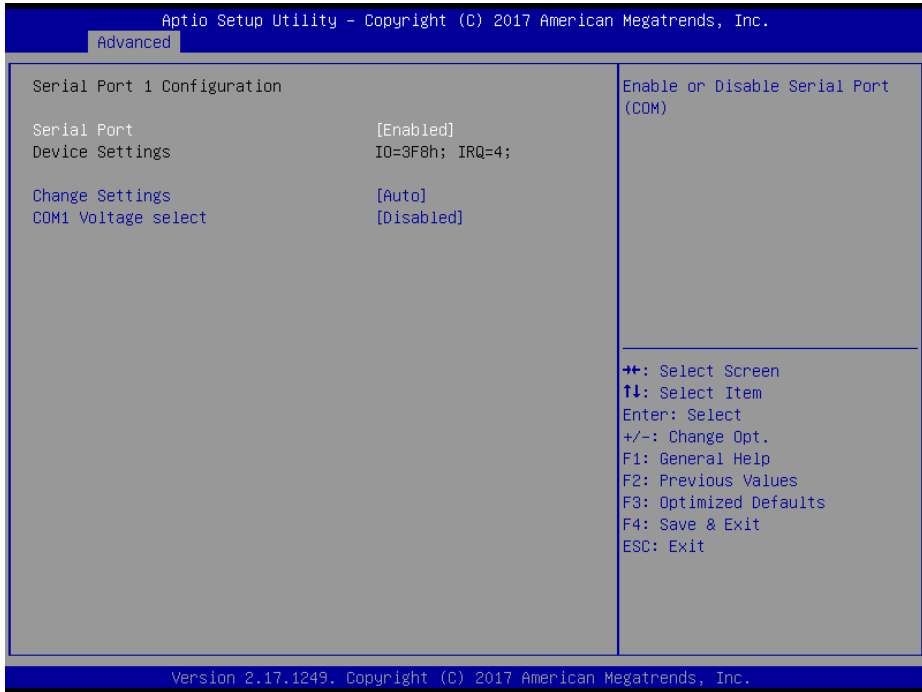 Aptio Setup Utility – Copyright (C) 2017 American Megatrends, Inc.
Advanced
Serial Port 1 Configuration
Serial Port [Enabled]
Device Settings IO=3F8h; IRQ=4;
Change Settings [Auto]
COM1 Voltage select [Disabled]
Enable or Disable Serial Port
(COM)
→←: Select Screen
↑↓: Select Item
Enter: Select
+/-: Change Opt.
F1: General Help
F2: Previous Values
F3: Optimized Defaults
F4: Save & Exit
ESC: Exit
Version 2.17.1249. Copyright (C) 2017 American Megatrends, Inc.